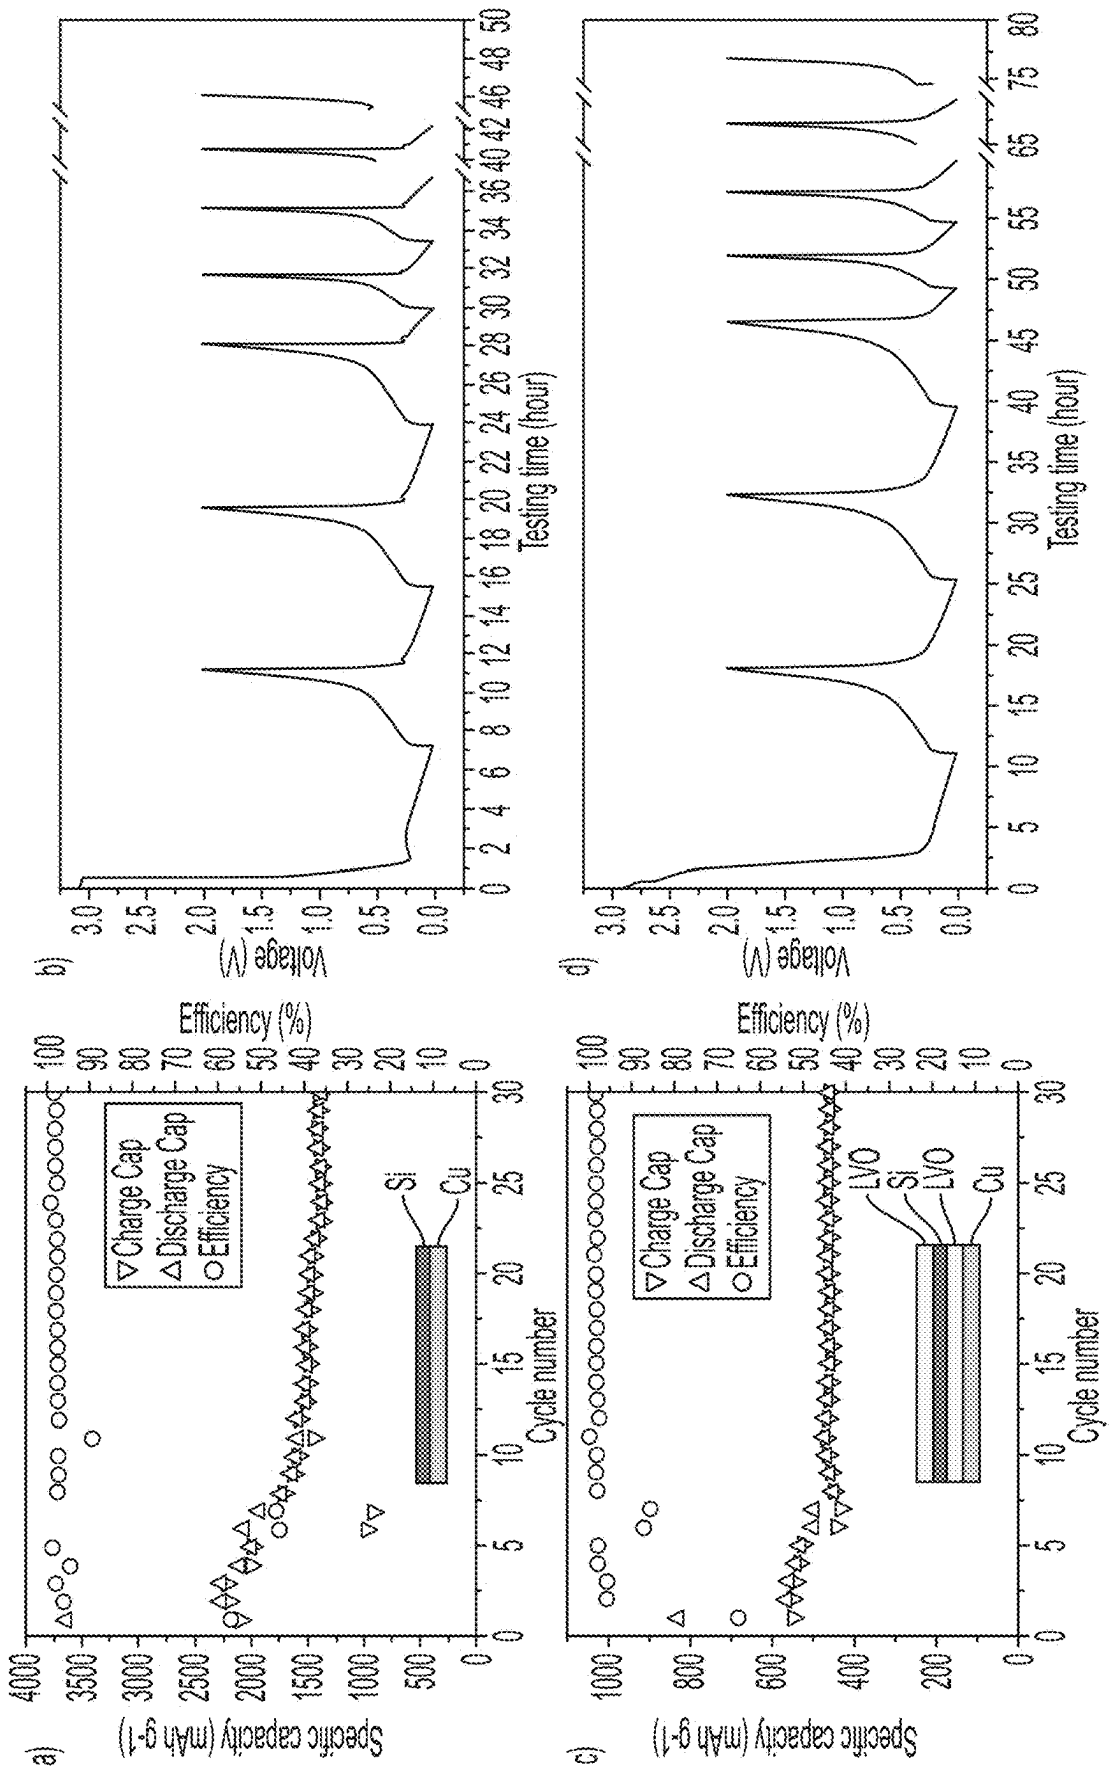 a)
Specific capacity (mAh g-1)
4000
3500
3000
2500
2000
1500
1000
500
0
0 5 10 15 20 25 30
Cycle number
100
90
80
70
60
50
40
30
20
10
0
Efficiency (%)
▽ Charge Cap
△ Discharge Cap
○ Efficiency
Si
Cu
b)
Voltage (V)
3.0
2.5
2.0
1.5
1.0
0.5
0.0
0 2 4 6 8 10 12 14 16 18 20 22 24 26 28 30 32 34 36 40 42 46 48 50
Testing time (hour)
c)
Specific capacity (mAh g-1)
1000
800
600
400
200
0
0 5 10 15 20 25 30
Cycle number
100
90
80
70
60
52
42
30
20
10
Efficiency (%)
▽ Charge Cap
△ Discharge Cap
○ Efficiency
LVO
Si
LVO
Cu
d)
Voltage (V)
3.0
2.5
2.0
1.5
1.0
0.5
0.0
0 5 10 15 20 25 30 35 40 45 50 55 65 75 80
Testing time (hour)